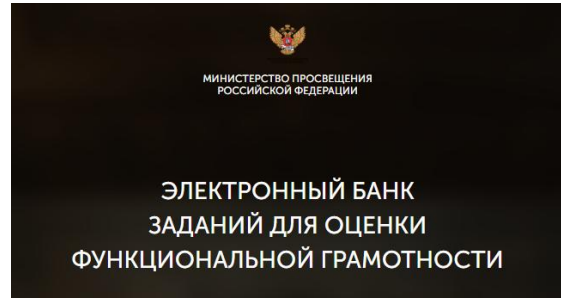 МИНИСТЕРСТВО ПРОСВЕЩЕНИЯ
РОССИЙСКОЙ ФЕДЕРАЦИИ
ЭЛЕКТРОННЫЙ БАНК
ЗАДАНИЙ ДЛЯ ОЦЕНКИ
ФУНКЦИОНАЛЬНОЙ ГРАМОТНОСТИ